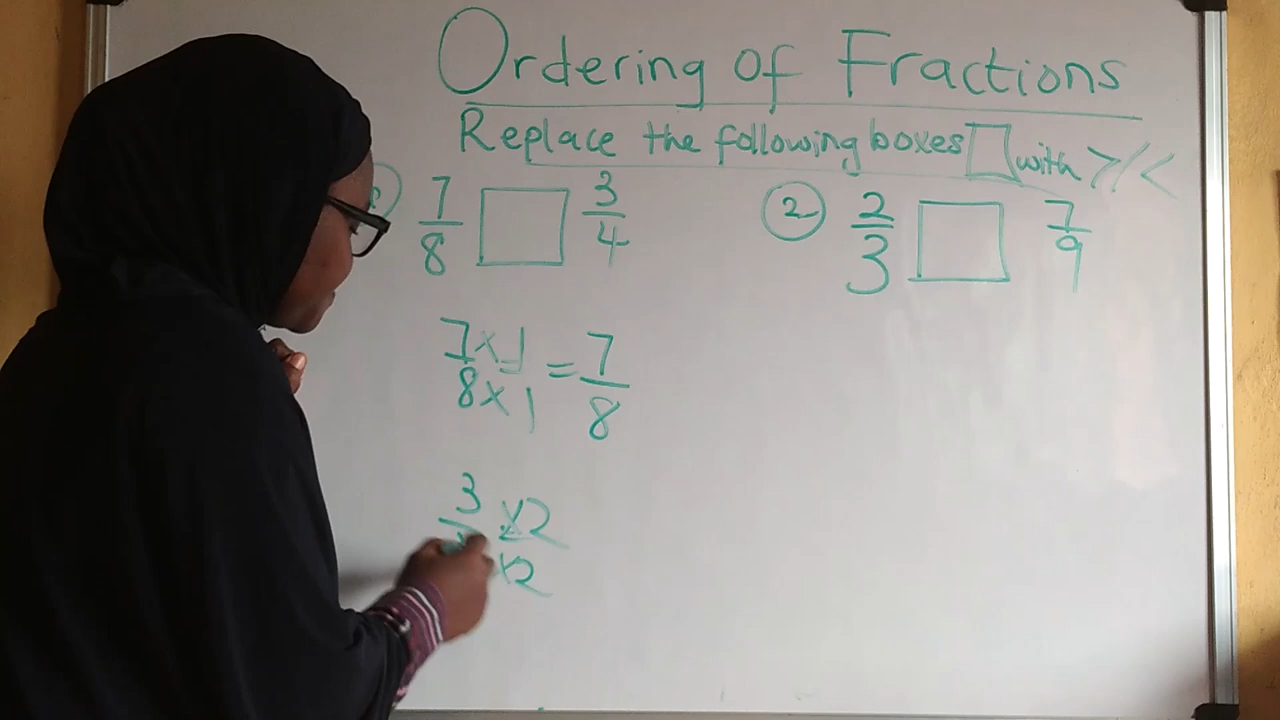 Ordering of Fractions
Replace the following boxes □ with >/<
7/8 □ 3/4
② 2/3 □ 7/9
7×1/8×1 = 7/8
3×2/ ×2